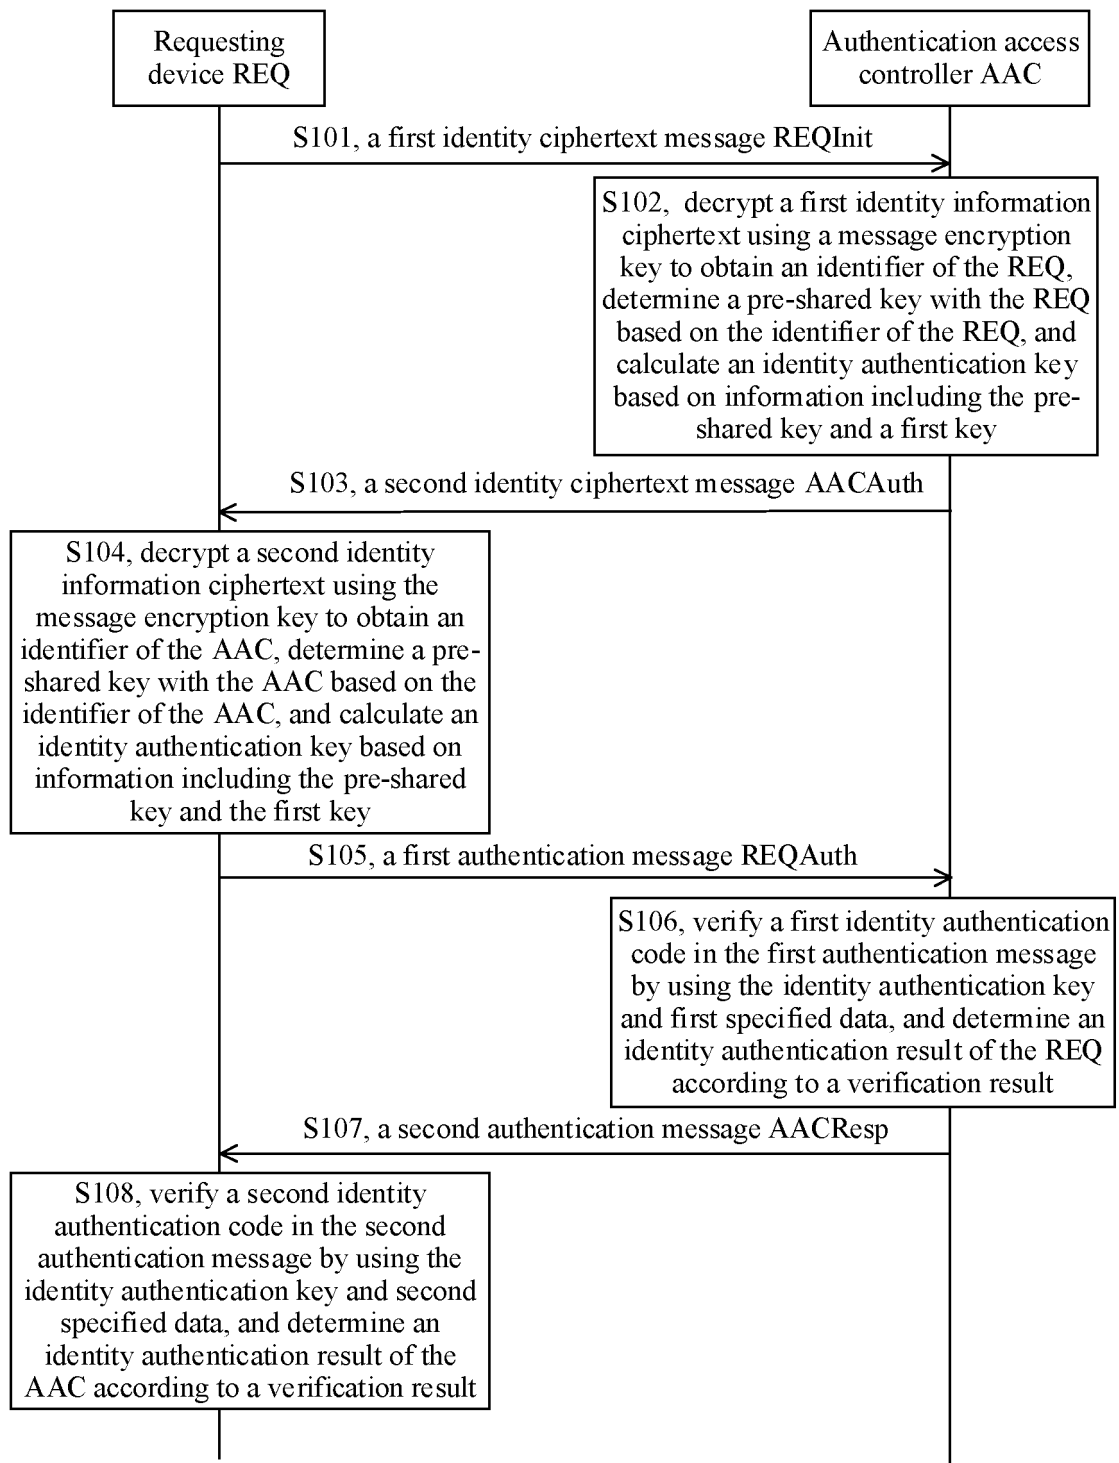 Requesting
device REQ
Authentication access
controller AAC
S101, a first identity ciphertext message REQInit
S102, decrypt a first identity information
ciphertext using a message encryption
key to obtain an identifier of the REQ,
determine a pre-shared key with the REQ
based on the identifier of the REQ, and
calculate an identity authentication key
based on information including the pre-
shared key and a first key
S103, a second identity ciphertext message AACAuth
S104, decrypt a second identity
information ciphertext using the
message encryption key to obtain an
identifier of the AAC, determine a pre-
shared key with the AAC based on the
identifier of the AAC, and calculate an
identity authentication key based on
information including the pre-shared
key and the first key
S105, a first authentication message REQAuth
S106, verify a first identity authentication
code in the first authentication message
by using the identity authentication key
and first specified data, and determine an
identity authentication result of the REQ
according to a verification result
S107, a second authentication message AACResp
S108, verify a second identity
authentication code in the second
authentication message by using the
identity authentication key and second
specified data, and determine an
identity authentication result of the
AAC according to a verification result